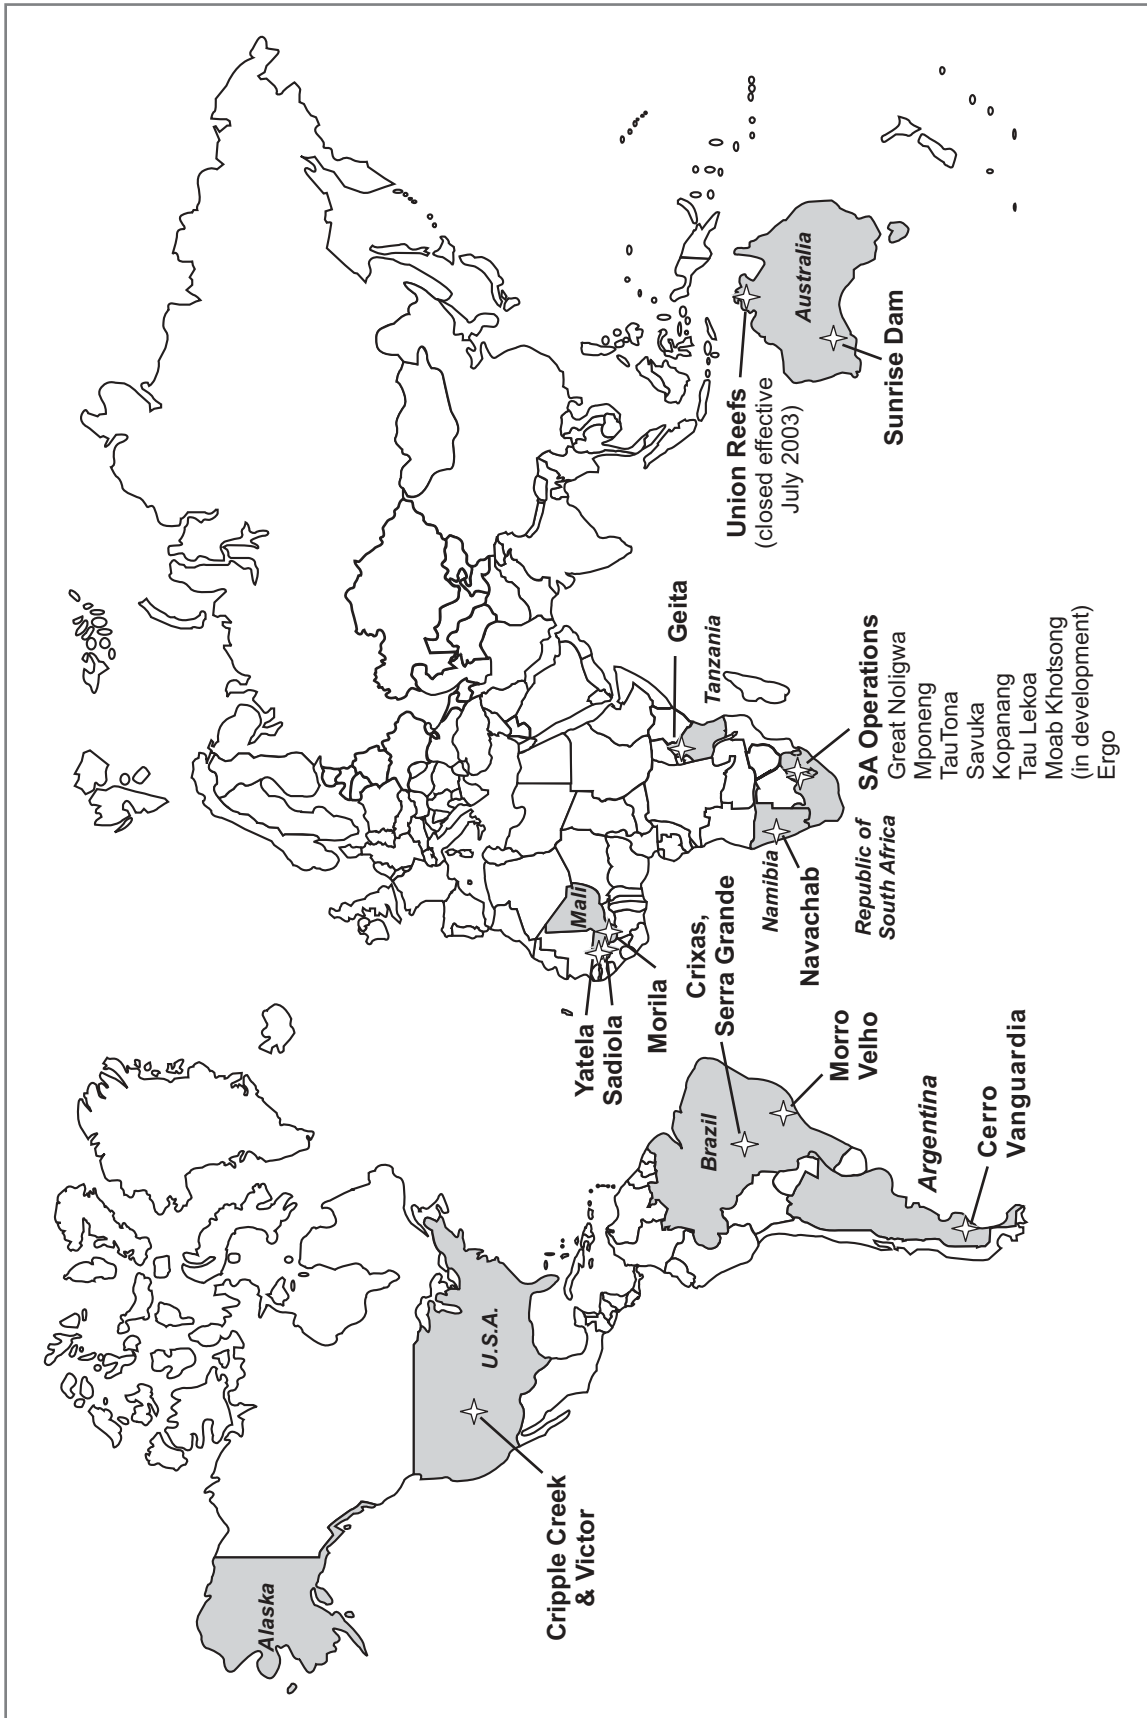 Alaska
U.S.A.
Cripple Creek
& Victor
Brazil
Crixas,
Serra Grande
Morro
Velho
Argentina
Cerro
Vanguardia
Mali
Yatela
Sadiola
Morila
Namibia
Navachab
Republic of
South Africa
SA Operations
Great Noligwa
Mponeng
TauTona
Savuka
Kopanang
Tau Lekoa
Moab Khotsong
(in development)
Ergo
Geita
Tanzania
Union Reefs
(closed effective
July 2003)
Australia
Sunrise Dam